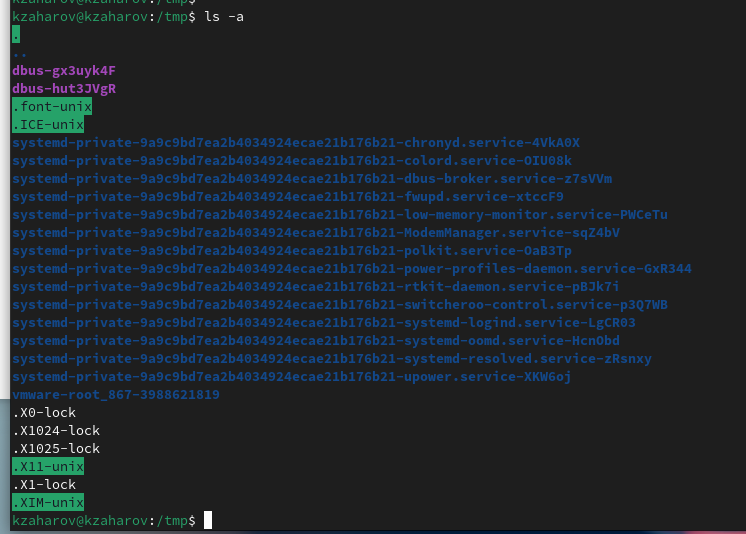 kzaharov@kzaharov:/tmp$
kzaharov@kzaharov:/tmp$ ls -a
.
..
dbus-gx3uyk4F
dbus-hut3JVgR
.font-unix
.ICE-unix
systemd-private-9a9c9bd7ea2b4034924ecae21b176b21-chronyd.service-4VkA0X
systemd-private-9a9c9bd7ea2b4034924ecae21b176b21-colord.service-OIU08k
systemd-private-9a9c9bd7ea2b4034924ecae21b176b21-dbus-broker.service-z7sVVm
systemd-private-9a9c9bd7ea2b4034924ecae21b176b21-fwupd.service-xtccF9
systemd-private-9a9c9bd7ea2b4034924ecae21b176b21-low-memory-monitor.service-PWCeTu
systemd-private-9a9c9bd7ea2b4034924ecae21b176b21-ModemManager.service-sqZ4bV
systemd-private-9a9c9bd7ea2b4034924ecae21b176b21-polkit.service-OaB3Tp
systemd-private-9a9c9bd7ea2b4034924ecae21b176b21-power-profiles-daemon.service-GxR344
systemd-private-9a9c9bd7ea2b4034924ecae21b176b21-rtkit-daemon.service-pBJk7i
systemd-private-9a9c9bd7ea2b4034924ecae21b176b21-switcheroo-control.service-p3Q7WB
systemd-private-9a9c9bd7ea2b4034924ecae21b176b21-systemd-logind.service-LgCR03
systemd-private-9a9c9bd7ea2b4034924ecae21b176b21-systemd-oomd.service-HcnObd
systemd-private-9a9c9bd7ea2b4034924ecae21b176b21-systemd-resolved.service-zRsnxy
systemd-private-9a9c9bd7ea2b4034924ecae21b176b21-upower.service-XKW6oj
vmware-root_867-3988621819
.X0-lock
.X1024-lock
.X1025-lock
.X11-unix
.X1-lock
.XIM-unix
kzaharov@kzaharov:/tmp$